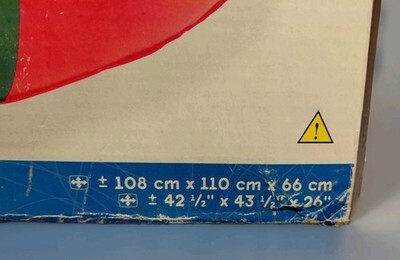 ± 108 cm x 110 cm x 66 cm
± 42 1/2" x 43 1/2" x 26"